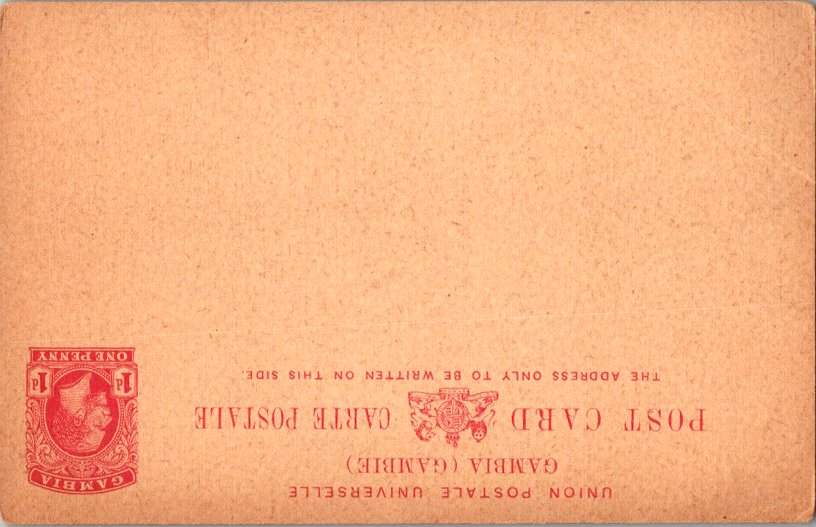 UNION POSTALE UNIVERSELLE
GAMBIA (GAMBIE)
POST CARD CARTE POSTALE
THE ADDRESS ONLY TO BE WRITTEN ON THIS SIDE.
GAMBIA
1d 1d
ONE PENNY